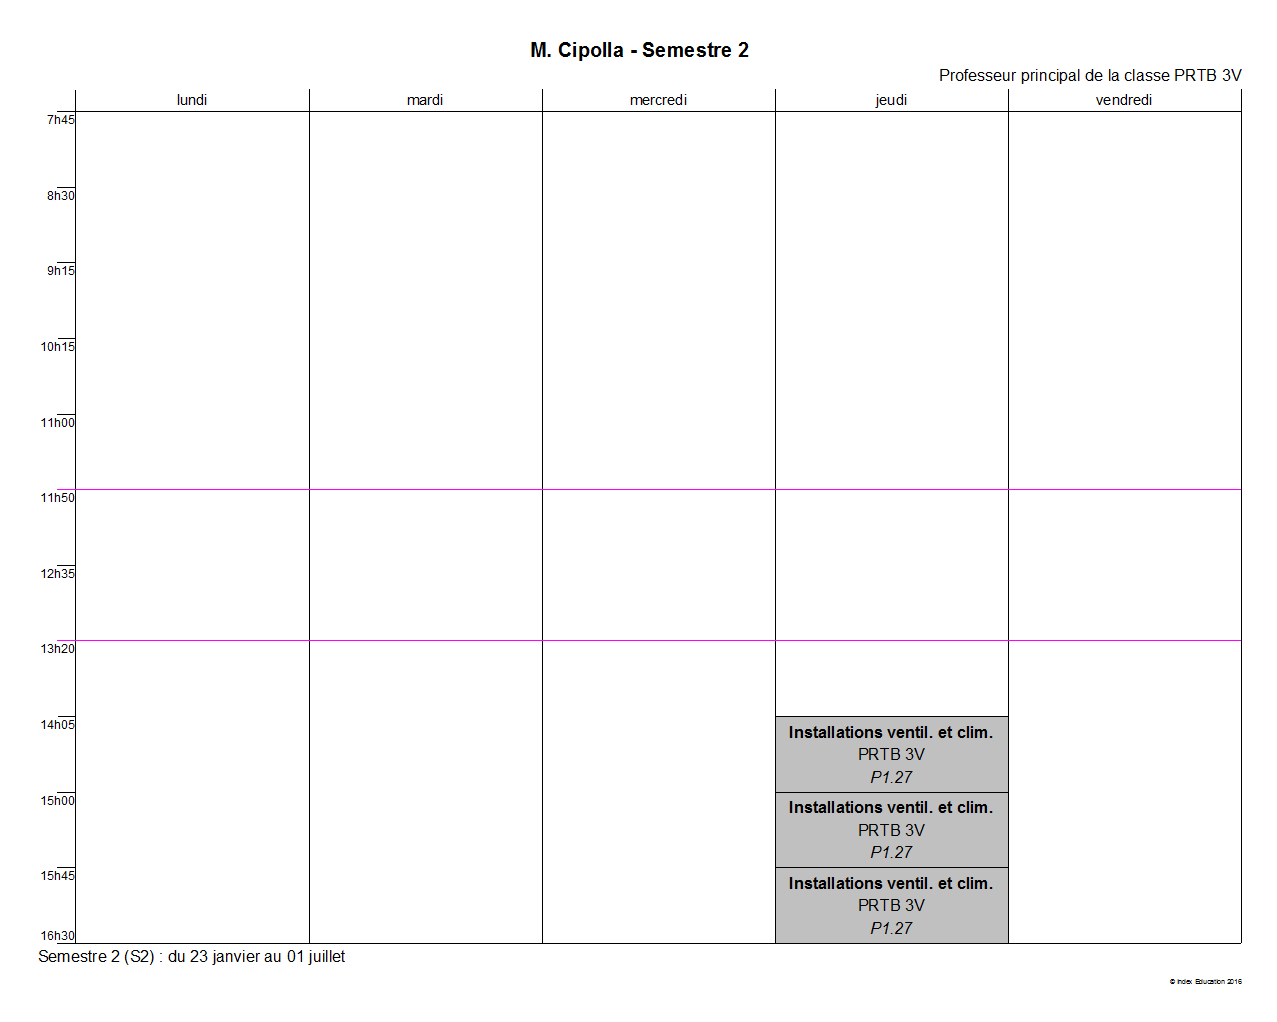 M. Cipolla - Semestre 2
Professeur principal de la classe PRTB 3V
lundi mardi mercredi jeudi vendredi
7h45
8h30
9h15
10h15
11h00
11h50
12h35
13h20
14h05
Installations ventil. et clim.
PRTB 3V
P1.27
15h00
Installations ventil. et clim.
PRTB 3V
P1.27
15h45
Installations ventil. et clim.
PRTB 3V
P1.27
16h30
Semestre 2 (S2) : du 23 janvier au 01 juillet
© Index Education 2016